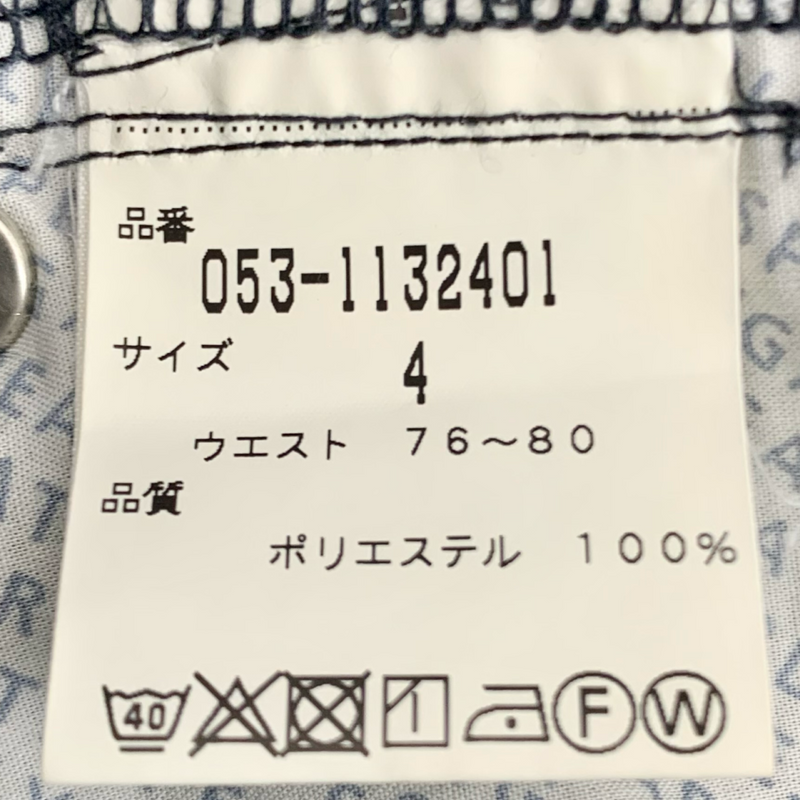 品番
053-1132401
サイズ 4
ウエスト 76～80
品質
ポリエステル 100%
40 F W